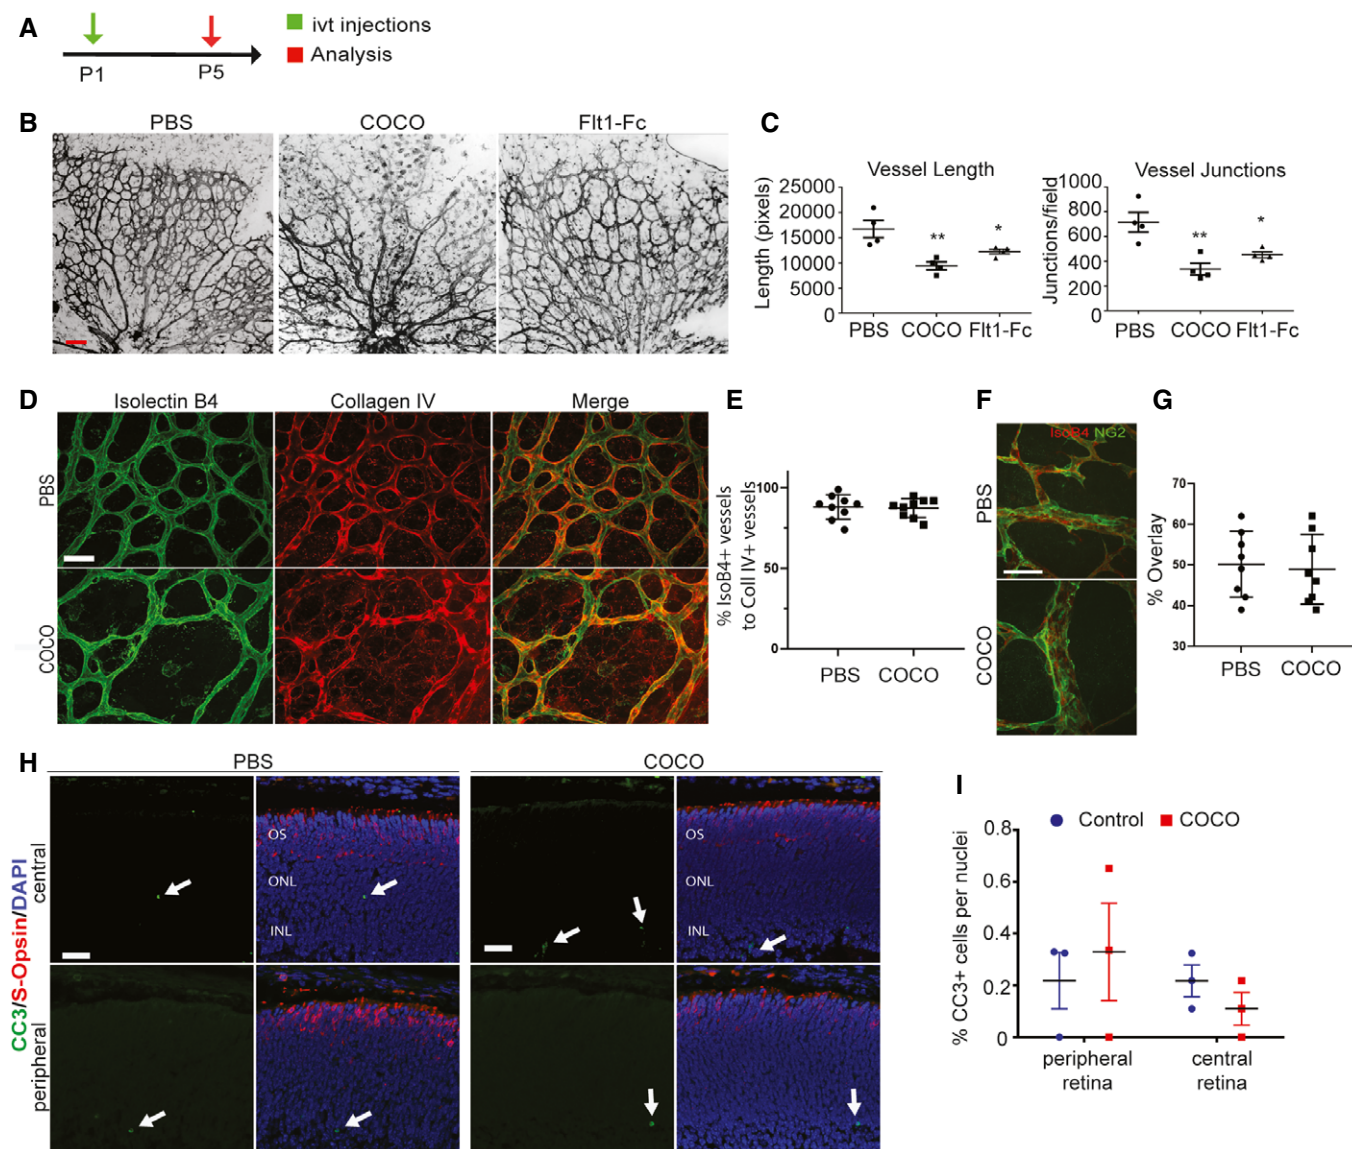 A
ivt injections
Analysis
P1
P5
B
PBS
COCO
Flt1-Fc
C
Vessel Length
Length (pixels)
25000
20000
15000
10000
5000
0
**
*
PBS
COCO
Flt1-Fc
Vessel Junctions
Junctions/field
1000
800
600
400
200
0
**
*
PBS
COCO
Flt1-Fc
D
Isolectin B4
Collagen IV
Merge
PBS
COCO
E
% IsoB4+ vessels
to Coll IV+ vessels
100
50
0
PBS
COCO
F
IsoB4 NG2
PBS
COCO
G
% Overlay
70
60
50
40
30
PBS
COCO
H
PBS
COCO
CC3/S-Opsin/DAPI
central
peripheral
OS
ONL
INL
OS
ONL
INL
I
Control
COCO
% CC3+ cells per nuclei
0.8
0.6
0.4
0.2
0
peripheral
retina
central
retina